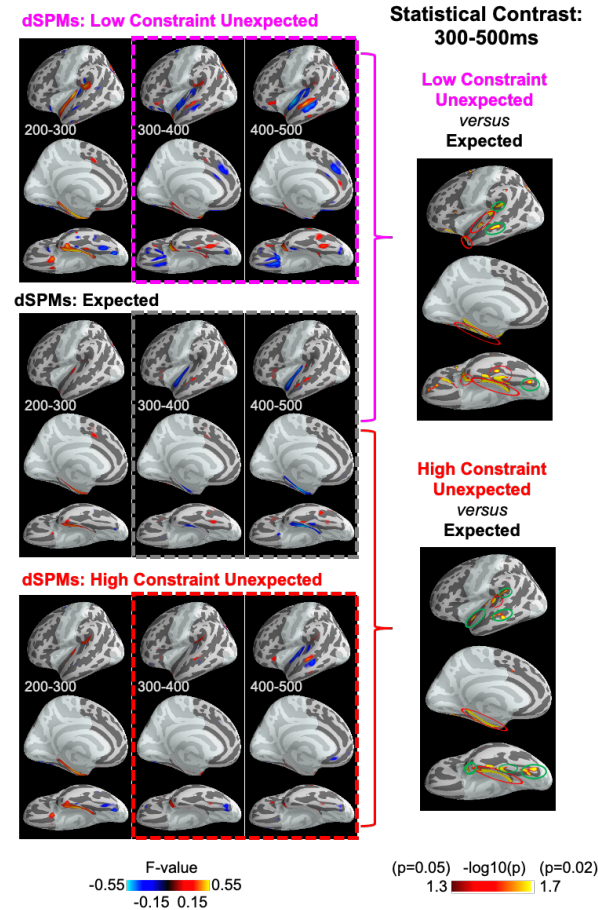 dSPMs: Low Constraint Unexpected
200-300
300-400
400-500
dSPMs: Expected
200-300
300-400
400-500
dSPMs: High Constraint Unexpected
200-300
300-400
400-500
F-value
-0.55
0.55
-0.15 0.15
Statistical Contrast:
300-500ms
Low Constraint
Unexpected
versus
Expected
High Constraint
Unexpected
versus
Expected
(p=0.05) -log10(p) (p=0.02)
1.3
1.7